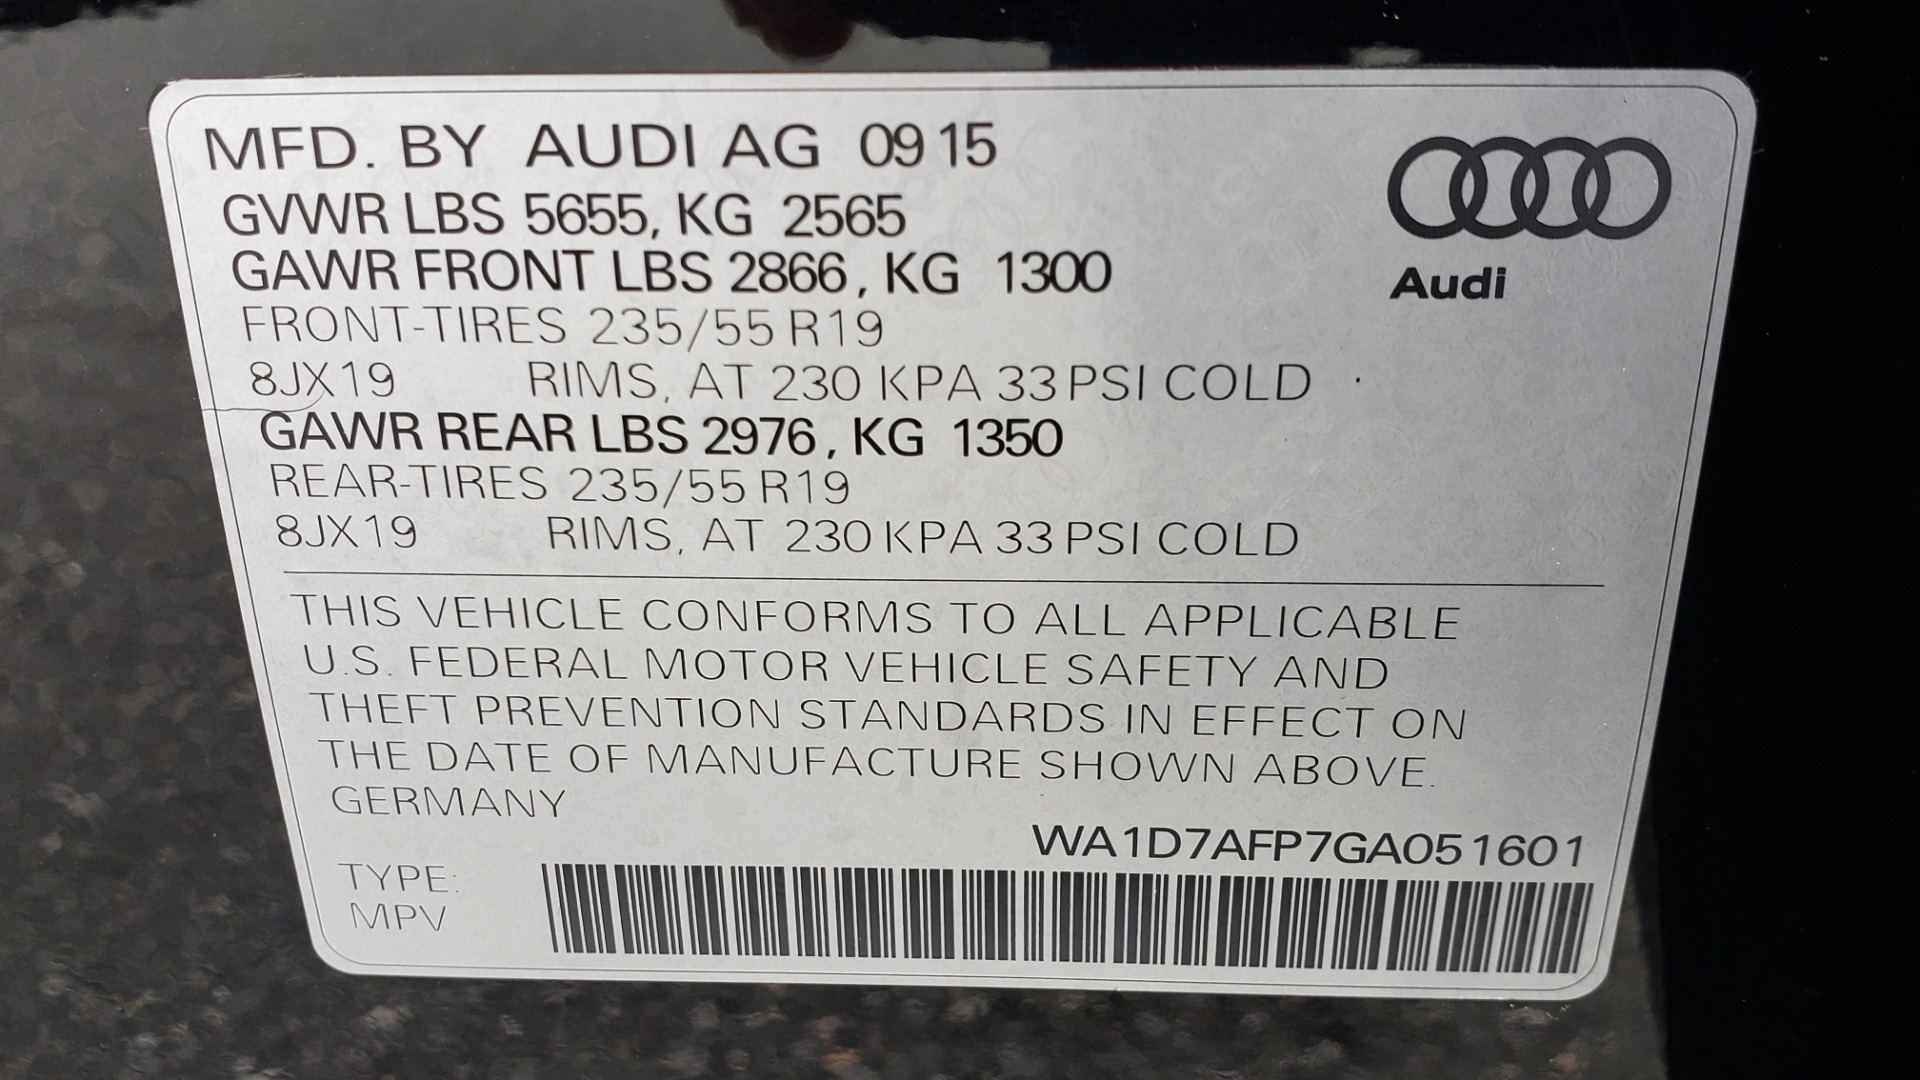 MFD. BY AUDI AG 09 15
GVWR LBS 5655, KG 2565
GAWR FRONT LBS 2866, KG 1300
FRONT-TIRES 235/55 R19
8JX19 RIMS, AT 230 KPA 33 PSI COLD
GAWR REAR LBS 2976, KG 1350
REAR-TIRES 235/55 R19
8JX19 RIMS, AT 230 KPA 33 PSI COLD
Audi
THIS VEHICLE CONFORMS TO ALL APPLICABLE
U.S. FEDERAL MOTOR VEHICLE SAFETY AND
THEFT PREVENTION STANDARDS IN EFFECT ON
THE DATE OF MANUFACTURE SHOWN ABOVE.
GERMANY
WA1D7AFP7GA051601
TYPE:
MPV